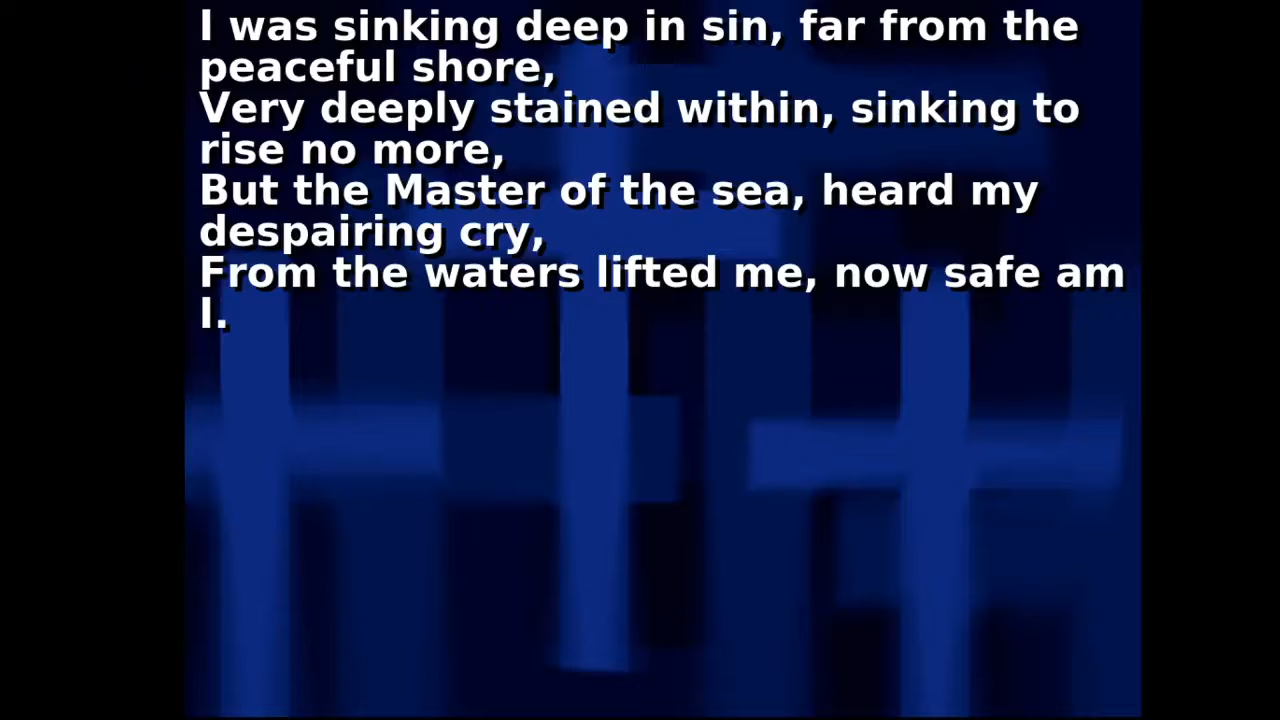 I was sinking deep in sin, far from the
peaceful shore,
Very deeply stained within, sinking to
rise no more,
But the Master of the sea, heard my
despairing cry,
From the waters lifted me, now safe am
I.